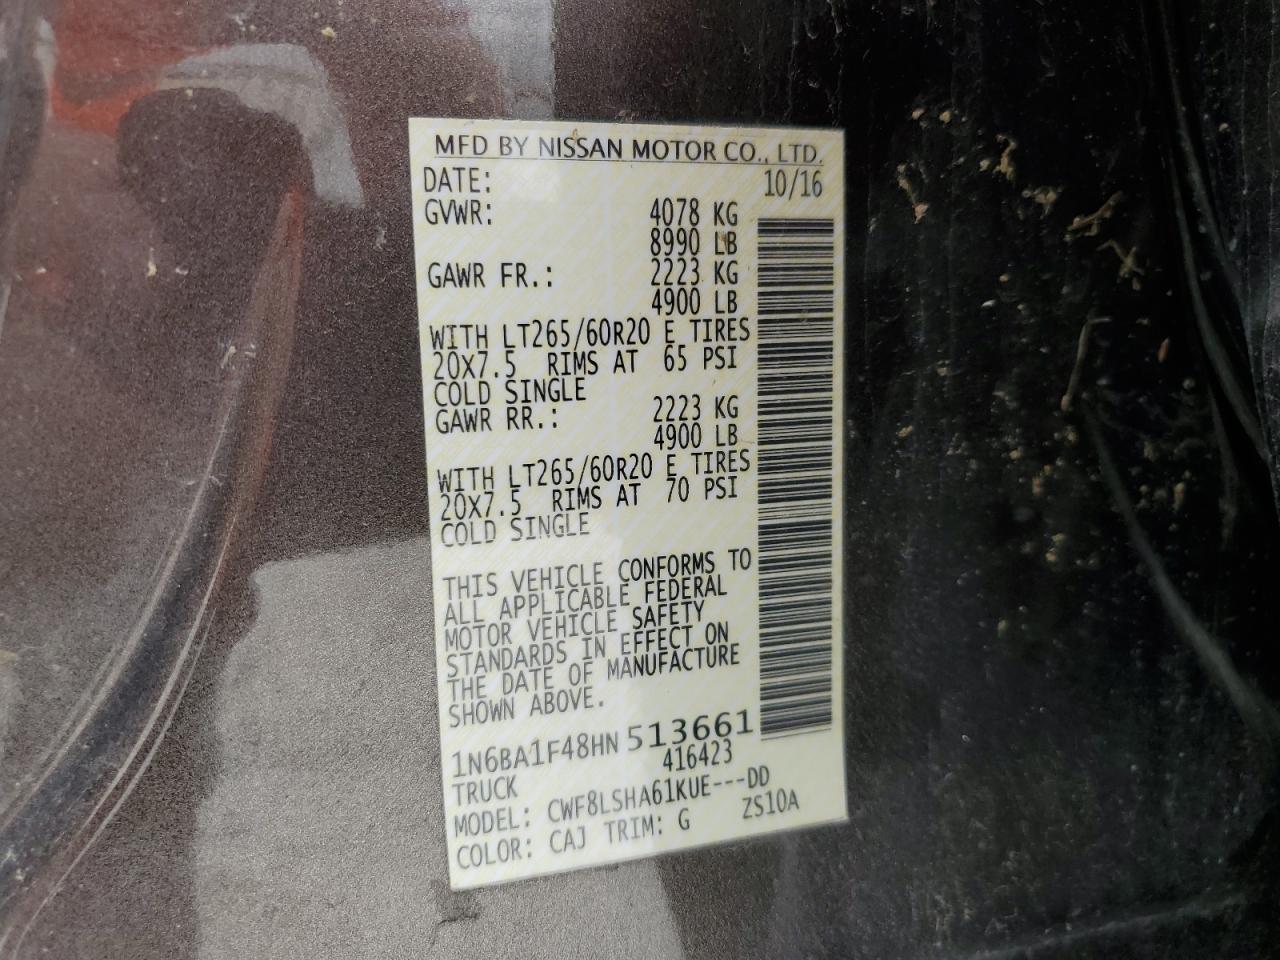 MFD BY NISSAN MOTOR CO., LTD.
DATE: 10/16
GVWR: 4078 KG
8990 LB
GAWR FR.: 2223 KG
4900 LB
WITH LT265/60R20 E TIRES
20X7.5 RIMS AT 65 PSI
COLD SINGLE
GAWR RR.: 2223 KG
4900 LB
WITH LT265/60R20 E TIRES
20X7.5 RIMS AT 70 PSI
COLD SINGLE
THIS VEHICLE CONFORMS TO
ALL APPLICABLE FEDERAL
MOTOR VEHICLE SAFETY
STANDARDS IN EFFECT ON
THE DATE OF MANUFACTURE
SHOWN ABOVE.
1N6BA1F48HN513661
TRUCK 416423
MODEL: CWF8LSHA61KUE---DD
COLOR: CAJ TRIM: G ZS10A